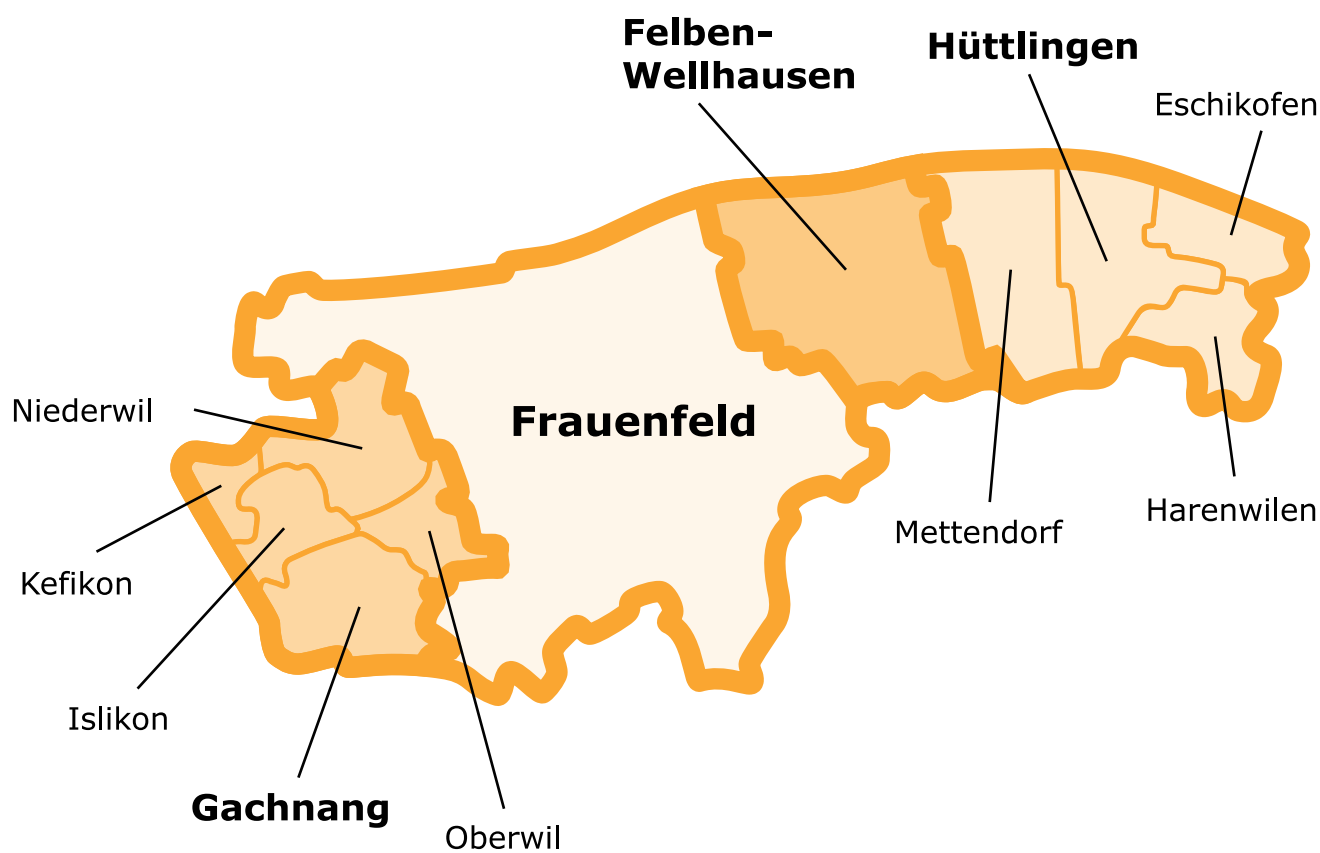 Felben-
Wellhausen
Hüttlingen
Eschikofen
Niederwil
Frauenfeld
Harenwilen
Mettendorf
Kefikon
Islikon
Gachnang
Oberwil